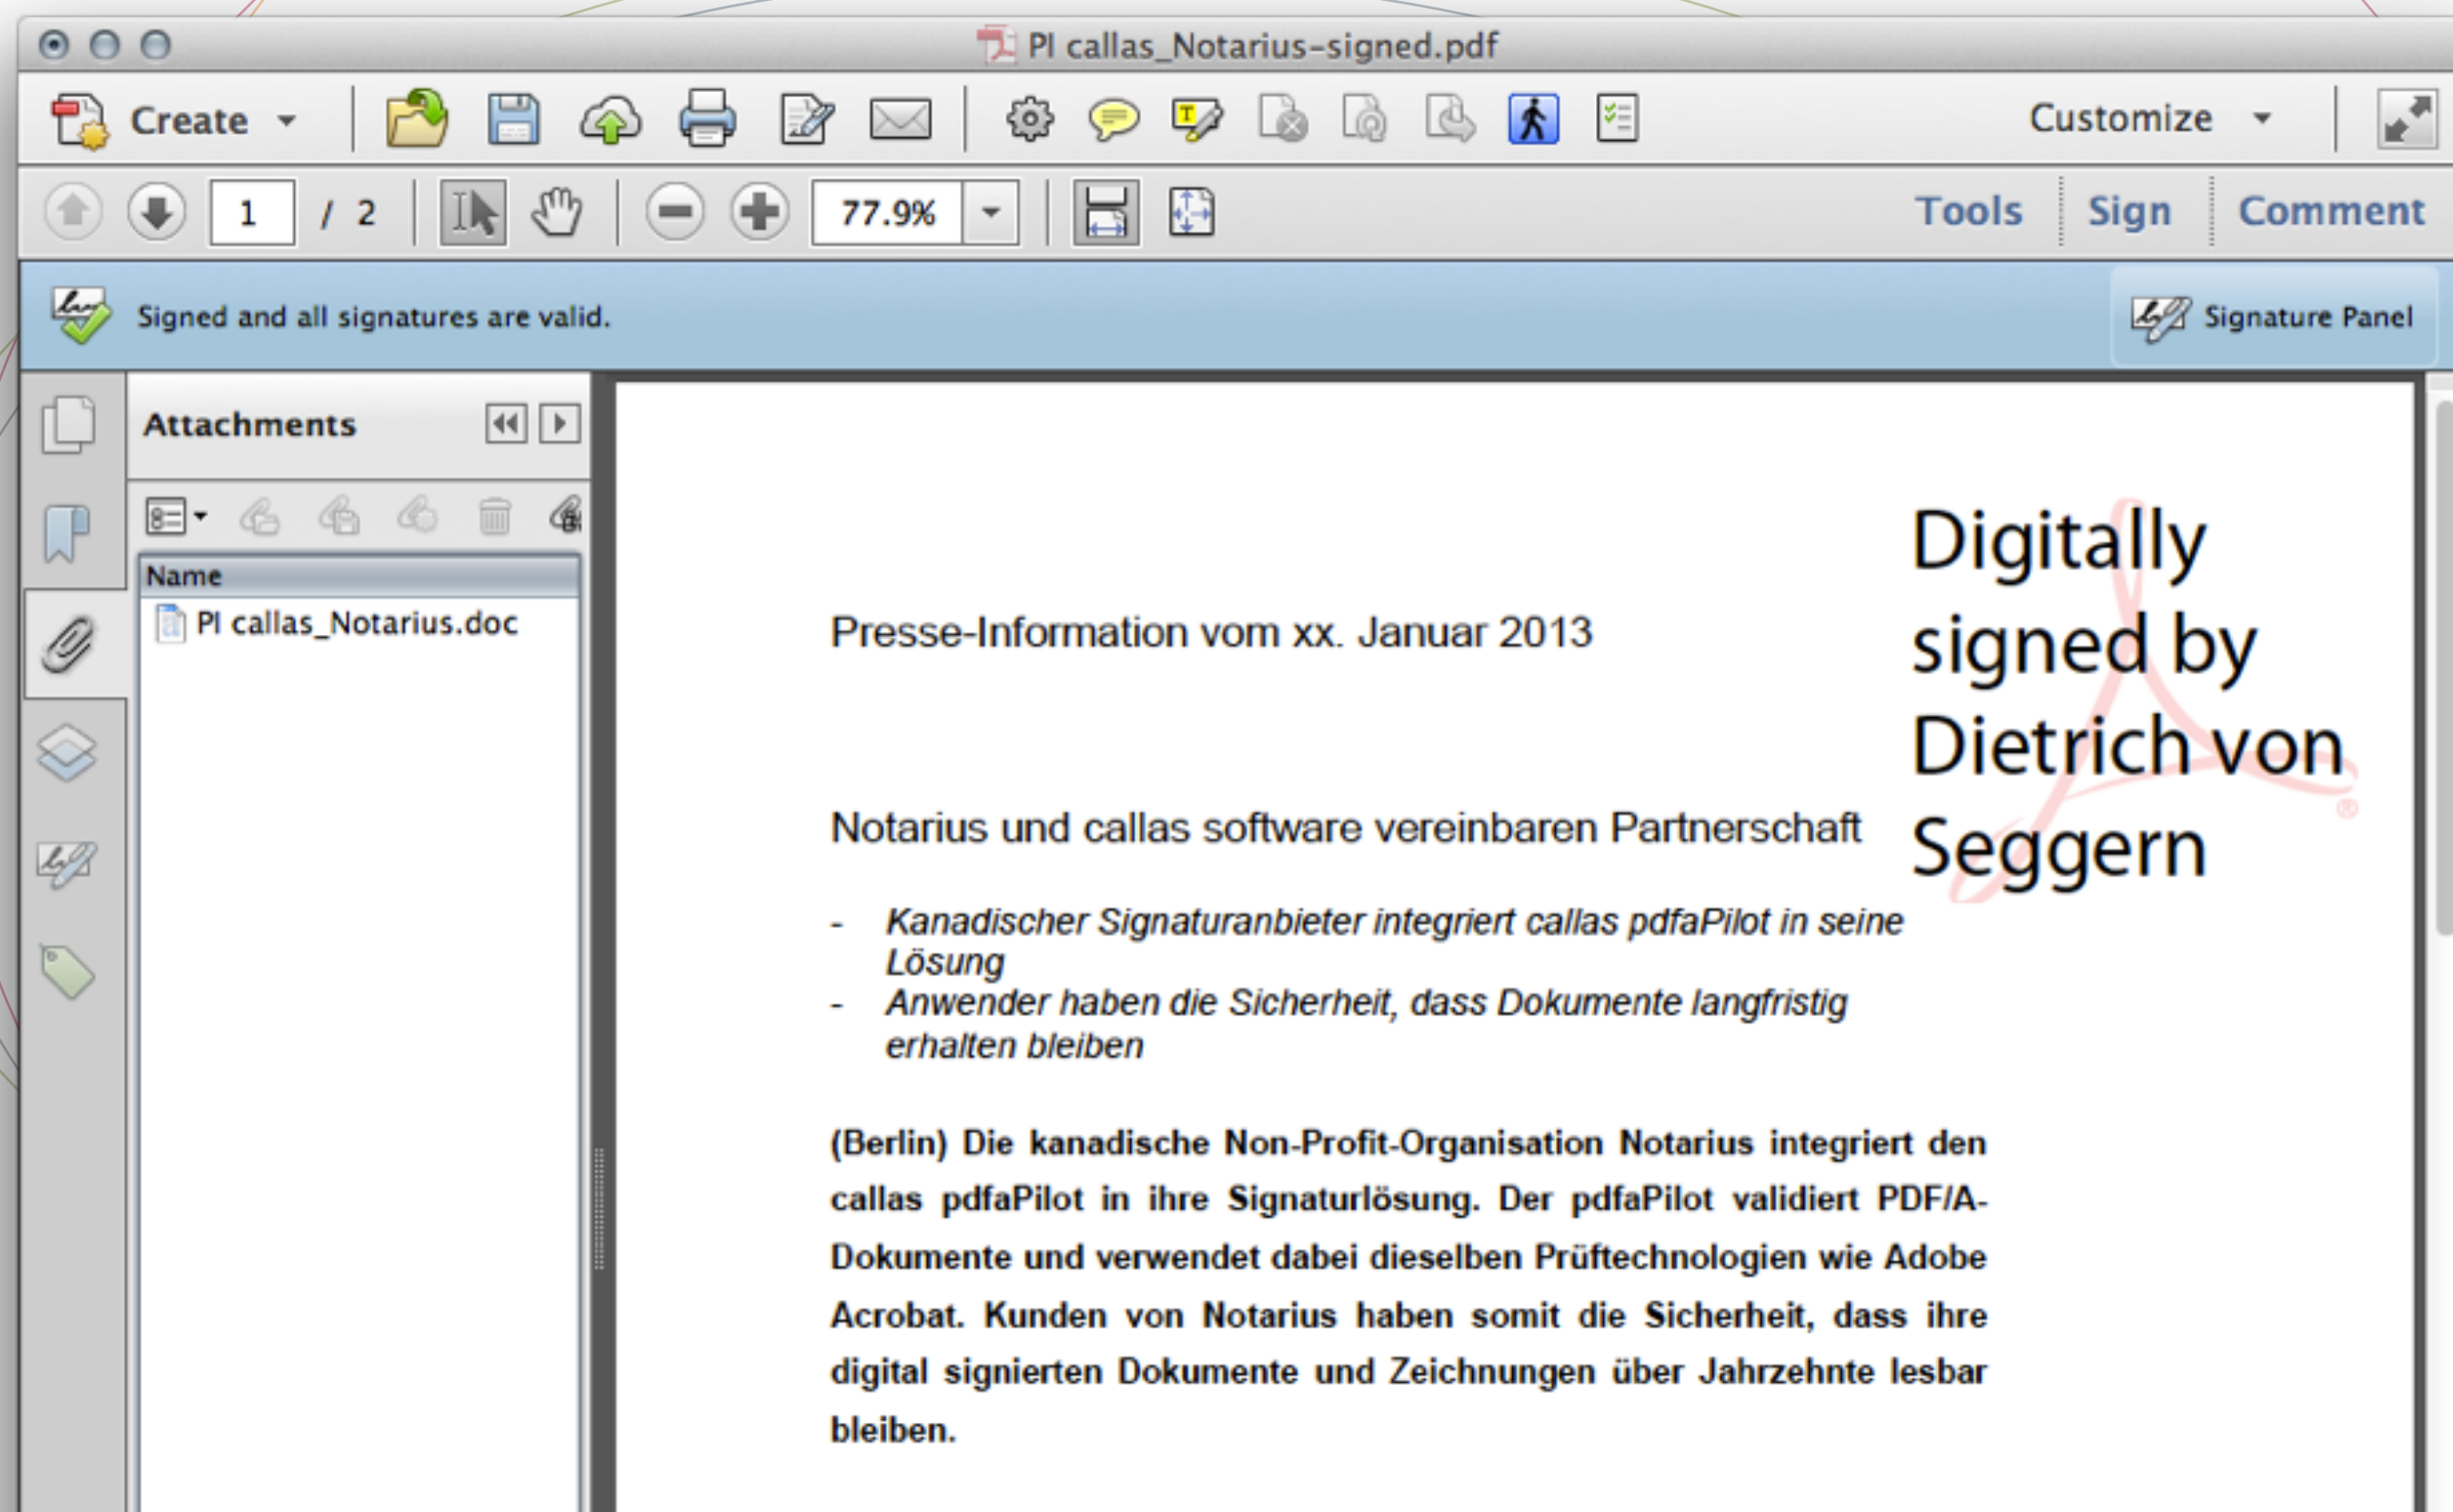 PI callas_Notarius-signed.pdf
Create
Customize
1 / 2
77.9%
Tools
Sign
Comment
Signed and all signatures are valid.
Signature Panel
Attachments
Name
PI callas_Notarius.doc
Digitally
signed by
Dietrich von
Seggern
®
Presse-Information vom xx. Januar 2013
Notarius und callas software vereinbaren Partnerschaft
- Kanadischer Signaturanbieter integriert callas pdfaPilot in seine
Lösung
- Anwender haben die Sicherheit, dass Dokumente langfristig
erhalten bleiben
(Berlin) Die kanadische Non-Profit-Organisation Notarius integriert den
callas pdfaPilot in ihre Signaturlösung. Der pdfaPilot validiert PDF/A-
Dokumente und verwendet dabei dieselben Prüftechnologien wie Adobe
Acrobat. Kunden von Notarius haben somit die Sicherheit, dass ihre
digital signierten Dokumente und Zeichnungen über Jahrzehnte lesbar
bleiben.